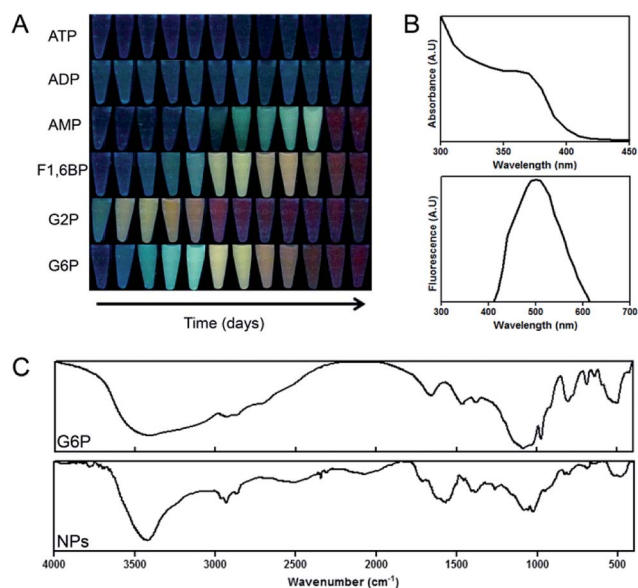 A
ATP
ADP
AMP
F1,6BP
G2P
G6P
Time (days)
B
Absorbance (A.U)
300 350 400 450
Wavelength (nm)
Fluorescence (A.U)
300 400 500 600 700
Wavelength (nm)
C
G6P
NPs
4000 3500 3000 2500 2000 1500 1000 500
Wavenumber (cm-1)